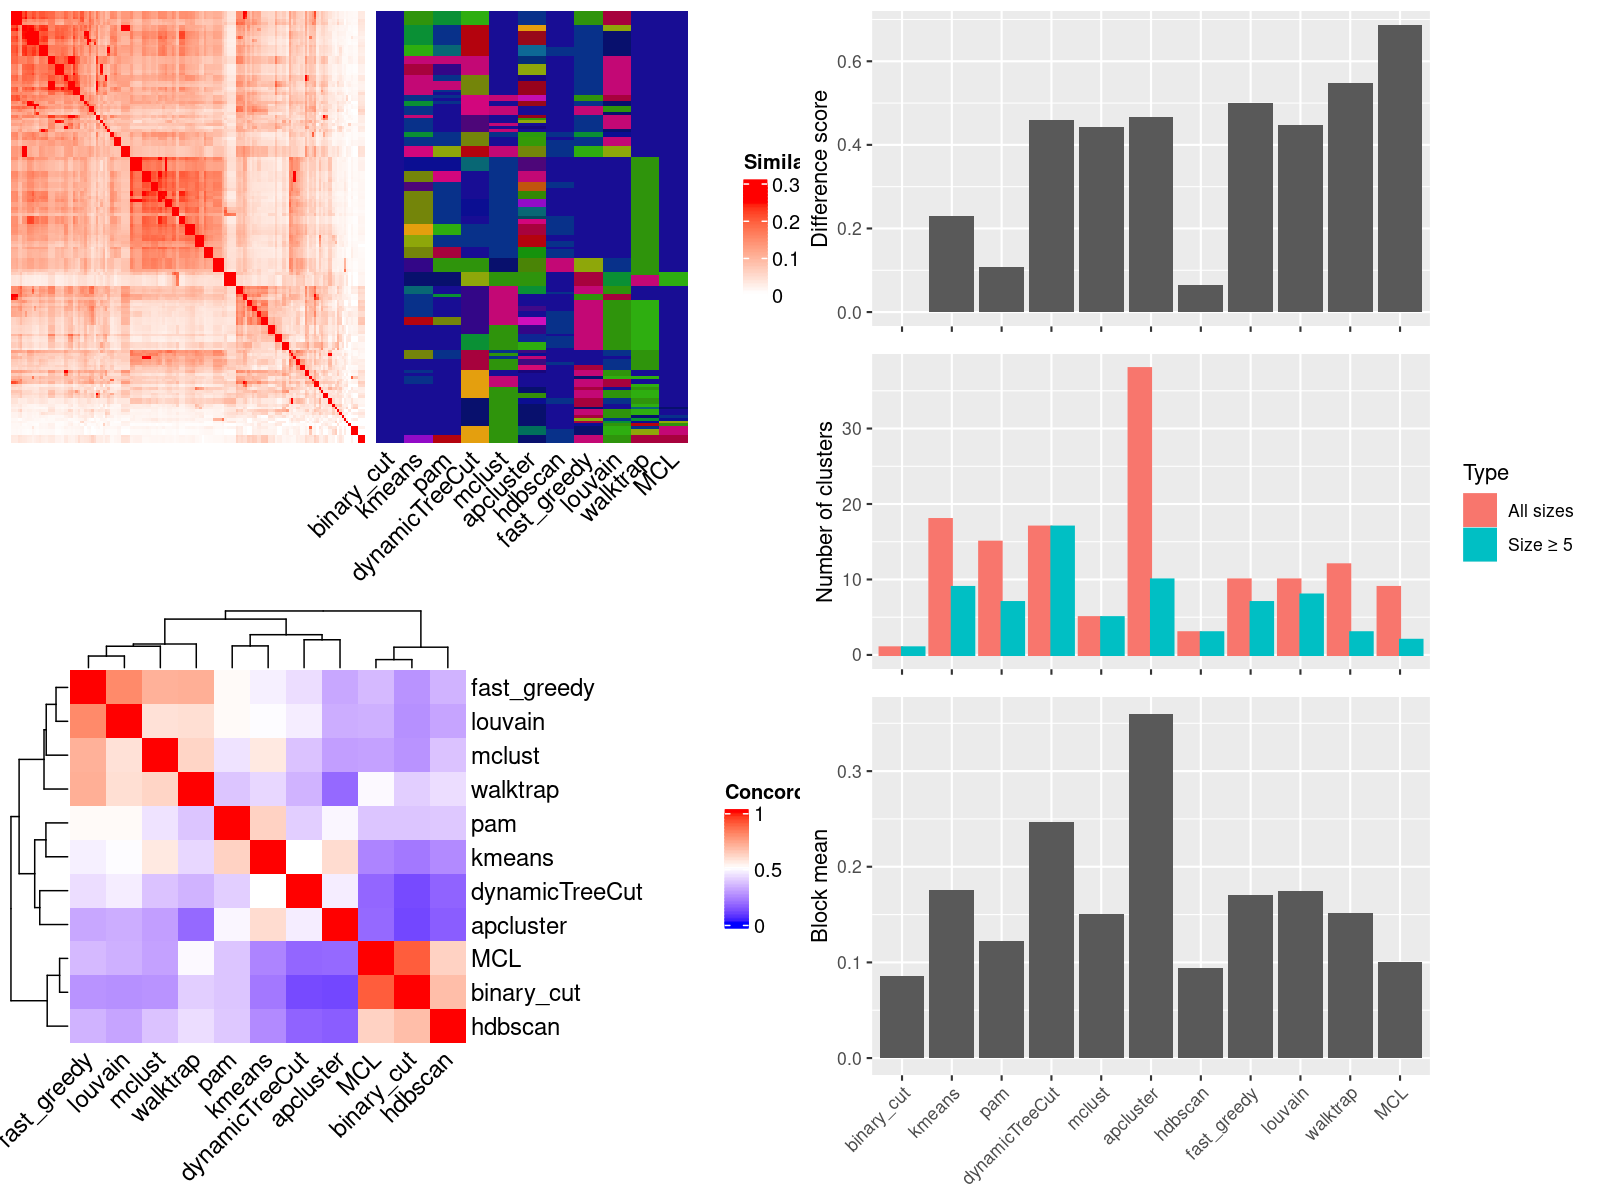 Simila
0.3
0.2
0.1
0
binary_cut
kmeans
pam
dynamicTreeCut
mclust
apcluster
hdbscan
fast_greedy
louvain
walktrap
MCL
fast_greedy
louvain
mclust
walktrap
pam
kmeans
dynamicTreeCut
apcluster
MCL
binary_cut
hdbscan
fast_greedy
louvain
mclust
walktrap
pam
kmeans
dynamicTreeCut
apcluster
MCL
binary_cut
hdbscan
Concord
1
0.5
0
Difference score
0.6
0.4
0.2
0.0
Number of clusters
30
20
10
0
Type
All sizes
Size ≥ 5
Block mean
0.3
0.2
0.1
0.0
binary_cut
kmeans
pam
dynamicTreeCut
mclust
apcluster
hdbscan
fast_greedy
louvain
walktrap
MCL